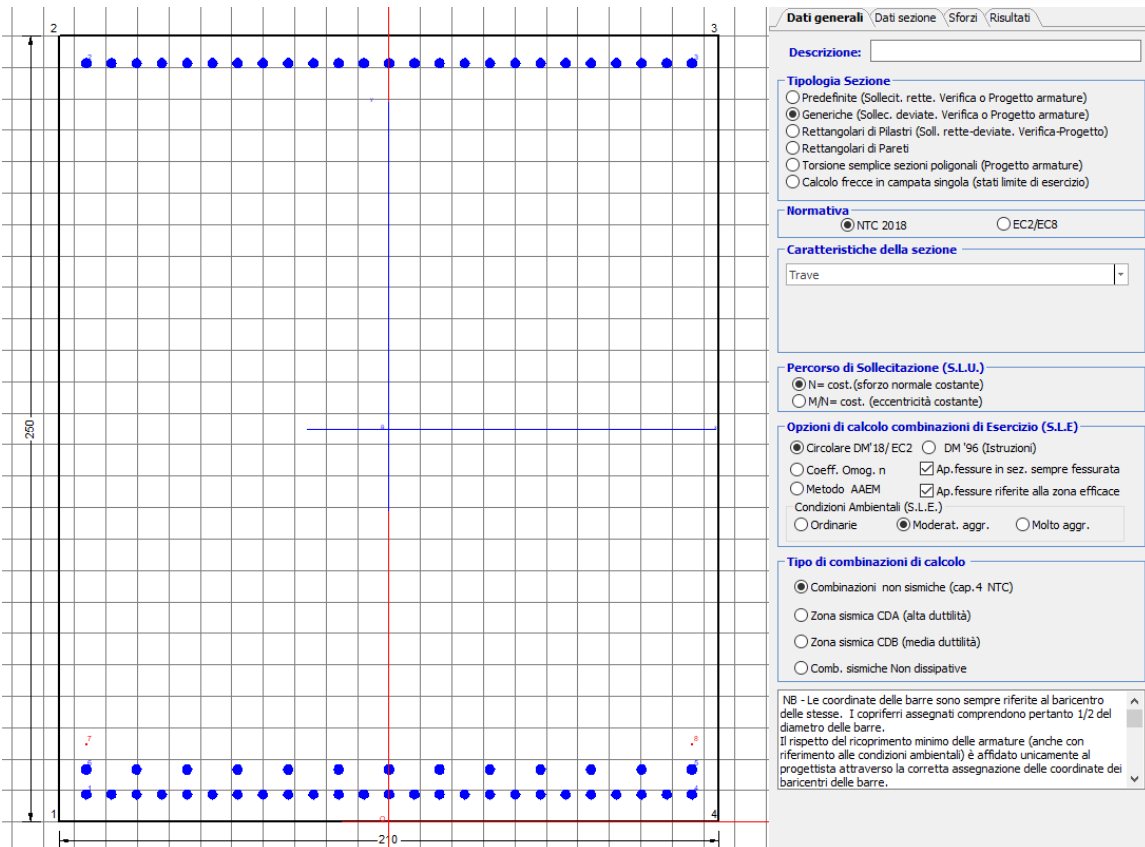 2
3
250
7
8
1
4
210
Dati generali
Dati sezione
Sforzi
Risultati
Descrizione:
Tipologia Sezione
Predefinite (Sollecit. rette. Verifica o Progetto armature)
Generiche (Sollec. deviate. Verifica o Progetto armature)
Rettangolari di Pilastri (Soll. rette-deviate. Verifica-Progetto)
Rettangolari di Pareti
Torsione semplice sezioni poligonali (Progetto armature)
Calcolo frecce in campata singola (stati limite di esercizio)
Normativa
NTC 2018
EC2/EC8
Caratteristiche della sezione
Trave
Percorso di Sollecitazione (S.L.U.)
N= cost.(sforzo normale costante)
M/N= cost. (eccentricità costante)
Opzioni di calcolo combinazioni di Esercizio (S.L.E)
Circolare DM'18/ EC2
DM '96 (Istruzioni)
Coeff. Omog. n
Ap.fessure in sez. sempre fessurata
Metodo AAEM
Ap.fessure riferite alla zona efficace
Condizioni Ambientali (S.L.E.)
Ordinarie
Moderat. aggr.
Molto aggr.
Tipo di combinazioni di calcolo
Combinazioni non sismiche (cap.4 NTC)
Zona sismica CDA (alta duttilità)
Zona sismica CDB (media duttilità)
Comb. sismiche Non dissipative
NB - Le coordinate delle barre sono sempre riferite al baricentro
delle stesse. I copriferri assegnati comprendono pertanto 1/2 del
diametro delle barre.
Il rispetto del ricoprimento minimo delle armature (anche con
riferimento alle condizioni ambientali) è affidato unicamente al
progettista attraverso la corretta assegnazione delle coordinate dei
baricentri delle barre.